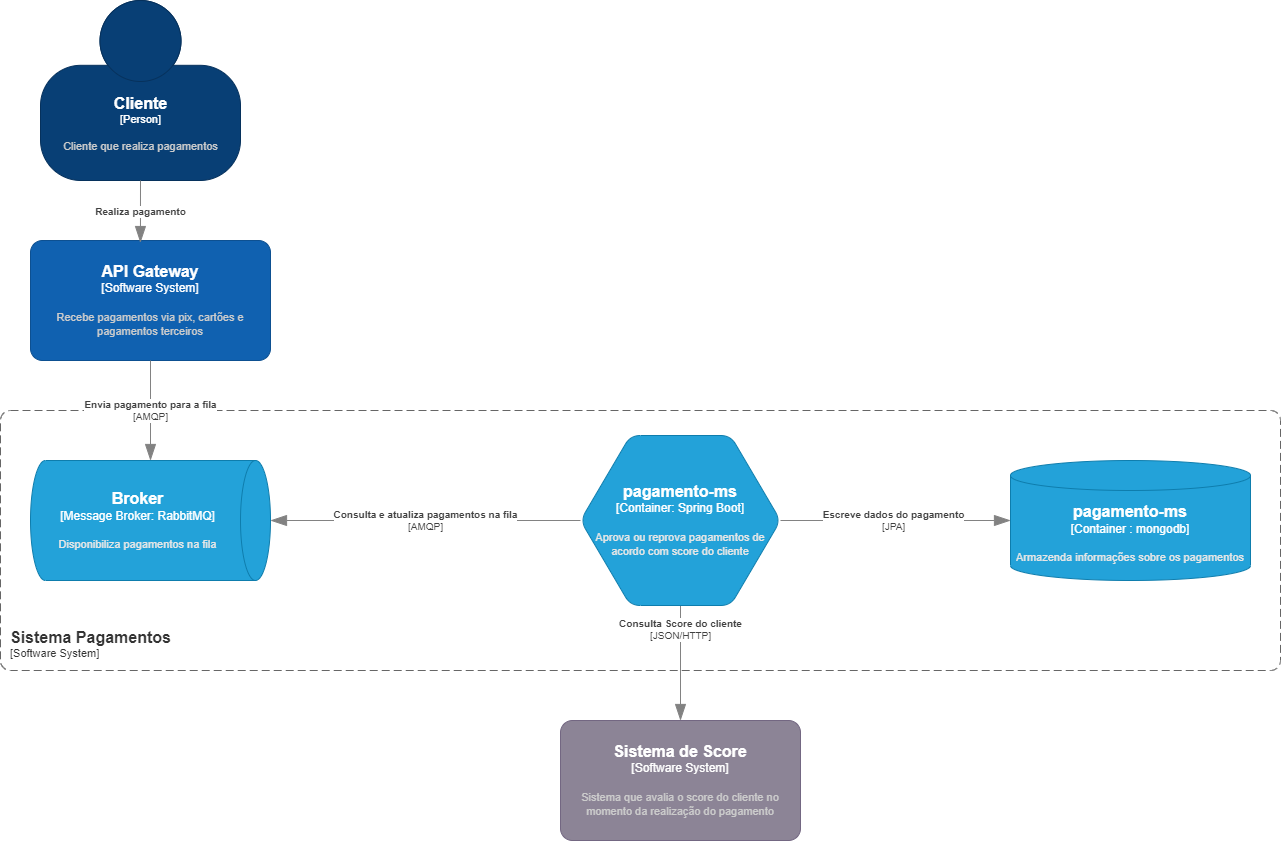 Cliente
[Person]
Cliente que realiza pagamentos
Realiza pagamento
API Gateway
[Software System]
Recebe pagamentos via pix, cartões e
pagamentos terceiros
Envia pagamento para a fila
[AMQP]
Broker
[Message Broker: RabbitMQ]
Disponibiliza pagamentos na fila
Consulta e atualiza pagamentos na fila
[AMQP]
pagamento-ms
[Container: Spring Boot]
Aprova ou reprova pagamentos de
acordo com score do cliente
Escreve dados do pagamento
[JPA]
pagamento-ms
[Container : mongodb]
Armazenda informações sobre os pagamentos
Consulta Score do cliente
[JSON/HTTP]
Sistema Pagamentos
[Software System]
Sistema de Score
[Software System]
Sistema que avalia o score do cliente no
momento da realização do pagamento